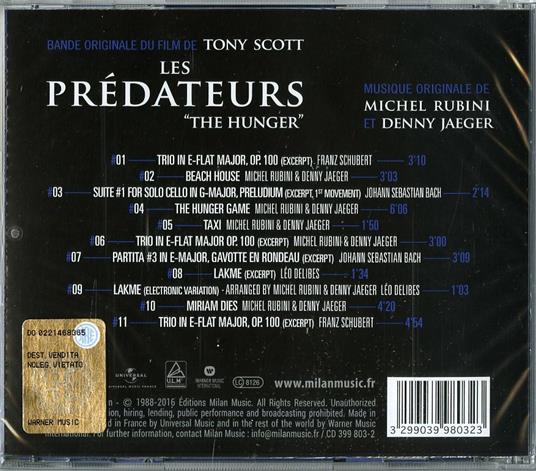 BANDE ORIGINALE DU FILM DE TONY SCOTT
LES
PRÉDATEURS
"THE HUNGER"
MUSIQUE ORIGINALE DE
MICHEL RUBINI
ET DENNY JAEGER
#01 TRIO IN E-FLAT MAJOR, OP. 100 (EXCERPT) FRANZ SCHUBERT 3'10
#02 BEACH HOUSE MICHEL RUBINI & DENNY JAEGER 3'03
#03 SUITE #1 FOR SOLO CELLO IN G-MAJOR, PRELUDIUM (EXCERPT, 1ST MOVEMENT) JOHANN SEBASTIAN BACH 2'14
#04 THE HUNGER GAME MICHEL RUBINI & DENNY JAEGER 6'06
#05 TAXI MICHEL RUBINI & DENNY JAEGER 1'50
#06 TRIO IN E-FLAT MAJOR OP. 100 (EXCERPT) MICHEL RUBINI & DENNY JAEGER 3'00
#07 PARTITA #3 IN E-MAJOR, GAVOTTE EN RONDEAU (EXCERPT) JOHANN SEBASTIAN BACH 3'09
#08 LAKME (EXCERPT) LÉO DELIBES 1'34
#09 LAKME (ELECTRONIC VARIATION) - ARRANGED BY MICHEL RUBINI & DENNY JAEGER LÉO DELIBES 1'03
#10 MIRIAM DIES MICHEL RUBINI & DENNY JAEGER 4'20
#11 TRIO IN E-FLAT MAJOR, OP. 100 (EXCERPT) FRANZ SCHUBERT 4'54
DO 0221468365
DEST. VENDITA
NOLEG. VIETATO
WARNER MUSIC
UNIVERSAL
U.L.M
WARNER MUSIC
INTERNATIONAL
LC 8126
www.milanmusic.fr
3 299039 980323
© 1988-2016 Éditions Milan Music. All Rights Reserved. Unauthorized
hiring, lending, public performance and broadcasting prohibited. Made
in France by Universal Music and in the rest of the world by Warner
For further information, contact Milan Music : info@milanmusic.fr / CD 399 803-2